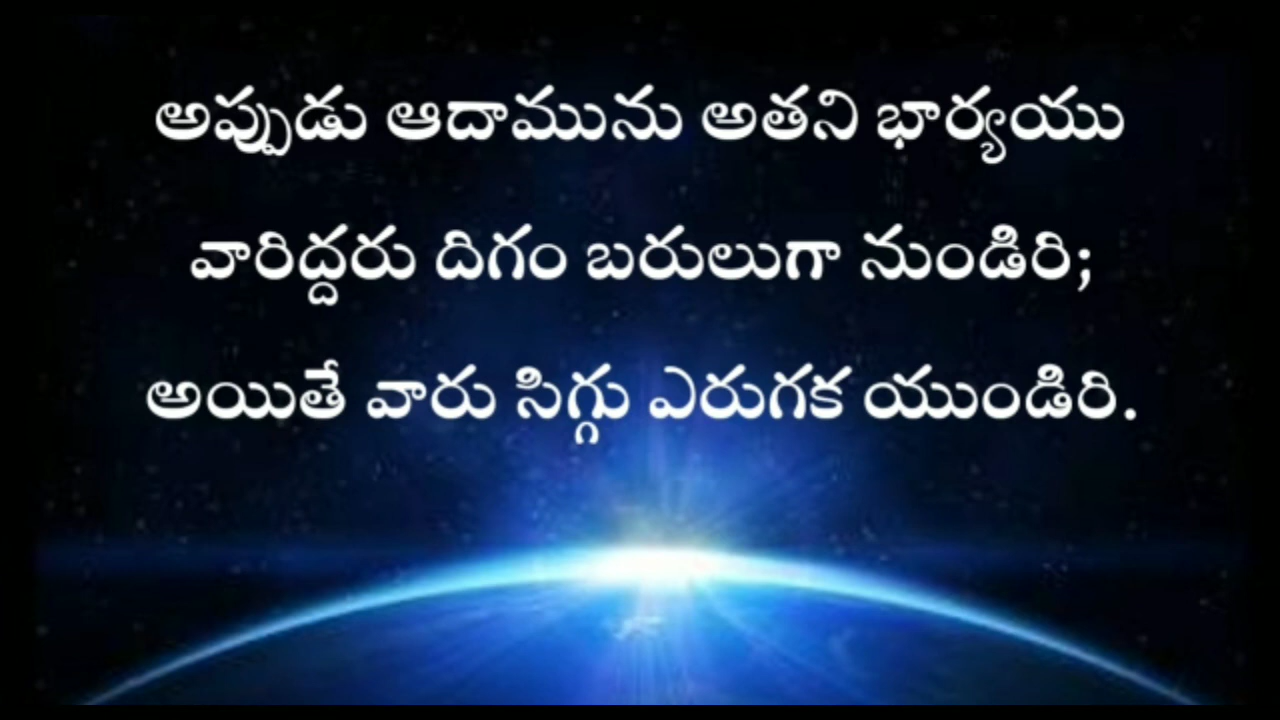 అప్పుడు ఆదామును అతని భార్యయు
వారిద్దరు దిగం బరులుగా నుండిరి;
అయితే వారు సిగ్గు ఎరుగక యుండిరి.